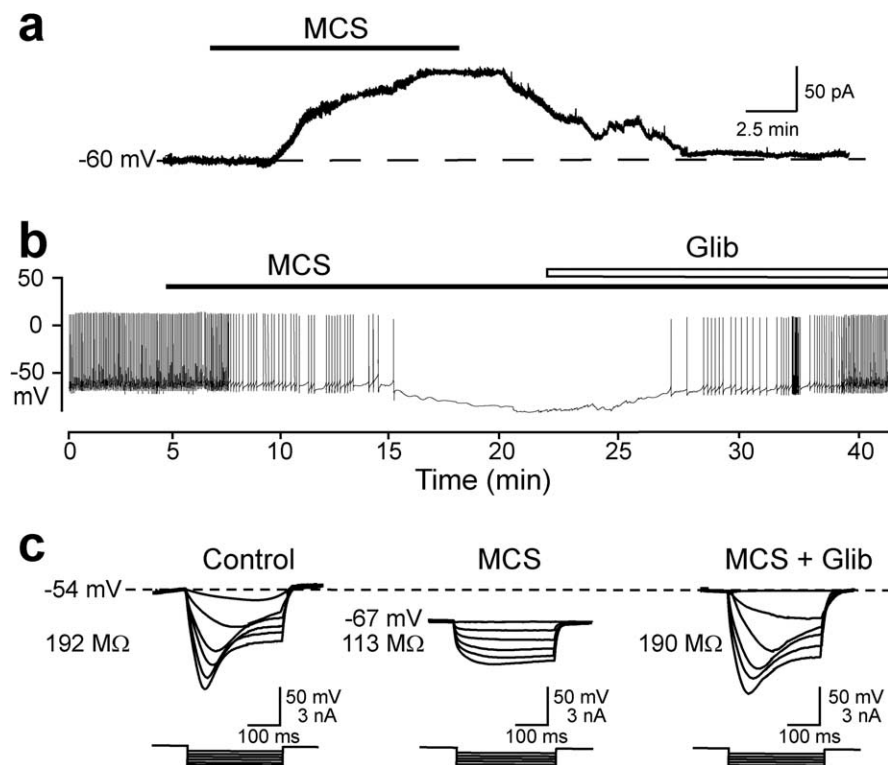 a
MCS
50 pA
2.5 min
-60 mV
b
Glib
MCS
50
0
-50
mV
0 5 10 15 20 25 30 40
Time (min)
c
Control MCS MCS + Glib
-54 mV
-67 mV
192 MΩ 113 MΩ 190 MΩ
50 mV 50 mV 50 mV
3 nA 3 nA 3 nA
100 ms 100 ms 100 ms